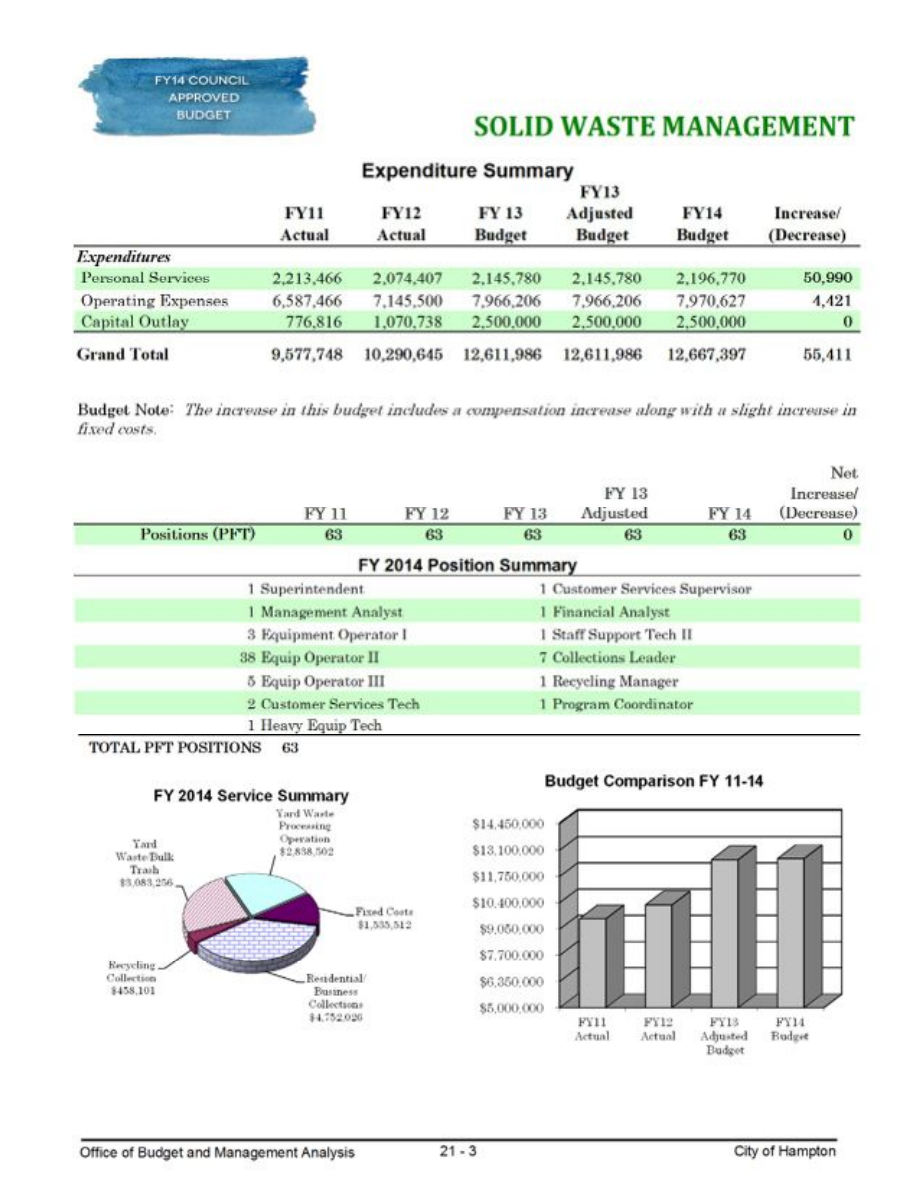 FY14 COUNCIL
APPROVED
BUDGET
SOLID WASTE MANAGEMENT
Expenditure Summary
FY11 Actual FY12 Actual FY 13 Budget FY13 Adjusted Budget FY14 Budget Increase/ (Decrease)
Expenditures
Personal Services 2,213,466 2,074,407 2,145,780 2,145,780 2,196,770 50,990
Operating Expenses 6,587,466 7,145,500 7,966,206 7,966,206 7,970,627 4,421
Capital Outlay 776,816 1,070,738 2,500,000 2,500,000 2,500,000 0
Grand Total 9,577,748 10,290,645 12,611,986 12,611,986 12,667,397 55,411
Budget Note: The increase in this budget includes a compensation increase along with a slight increase in
fixed costs.
FY 11 FY 12 FY 13 FY 13 Adjusted FY 14 Net Increase/ (Decrease)
Positions (PFT) 63 63 63 63 63 0
FY 2014 Position Summary
1 Superintendent 1 Customer Services Supervisor
1 Management Analyst 1 Financial Analyst
3 Equipment Operator I 1 Staff Support Tech II
38 Equip Operator II 7 Collections Leader
5 Equip Operator III 1 Recycling Manager
2 Customer Services Tech 1 Program Coordinator
1 Heavy Equip Tech
TOTAL PFT POSITIONS 63
FY 2014 Service Summary
Yard Waste
Processing
Operation
$2,838,502
Yard
Waste/Bulk
Trash
$3,083,256
Fixed Costs
$1,535,512
Recycling
Collection
$458,101
Residential/
Business
Collections
$4,752,026
Budget Comparison FY 11-14
$14,450,000
$13,100,000
$11,750,000
$10,400,000
$9,050,000
$7,700,000
$6,350,000
$5,000,000
FY11 Actual
FY12 Actual
FY13 Adjusted Budget
FY14 Budget
Office of Budget and Management Analysis 21 - 3 City of Hampton